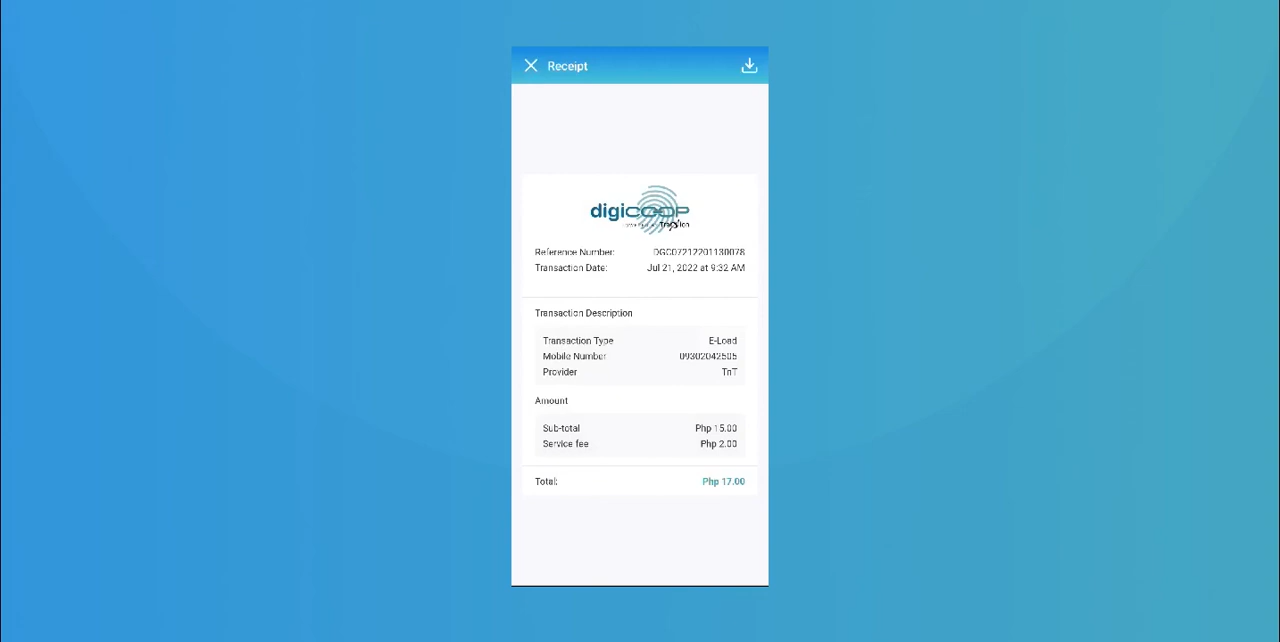 Receipt
digicoop
Traxion
Reference Number: DGC07212201130078
Transaction Date: Jul 21, 2022 at 9:32 AM
Transaction Description
Transaction Type E-Load
Mobile Number 09302042505
Provider TnT
Amount
Sub-total Php 15.00
Service fee Php 2.00
Total: Php 17.00